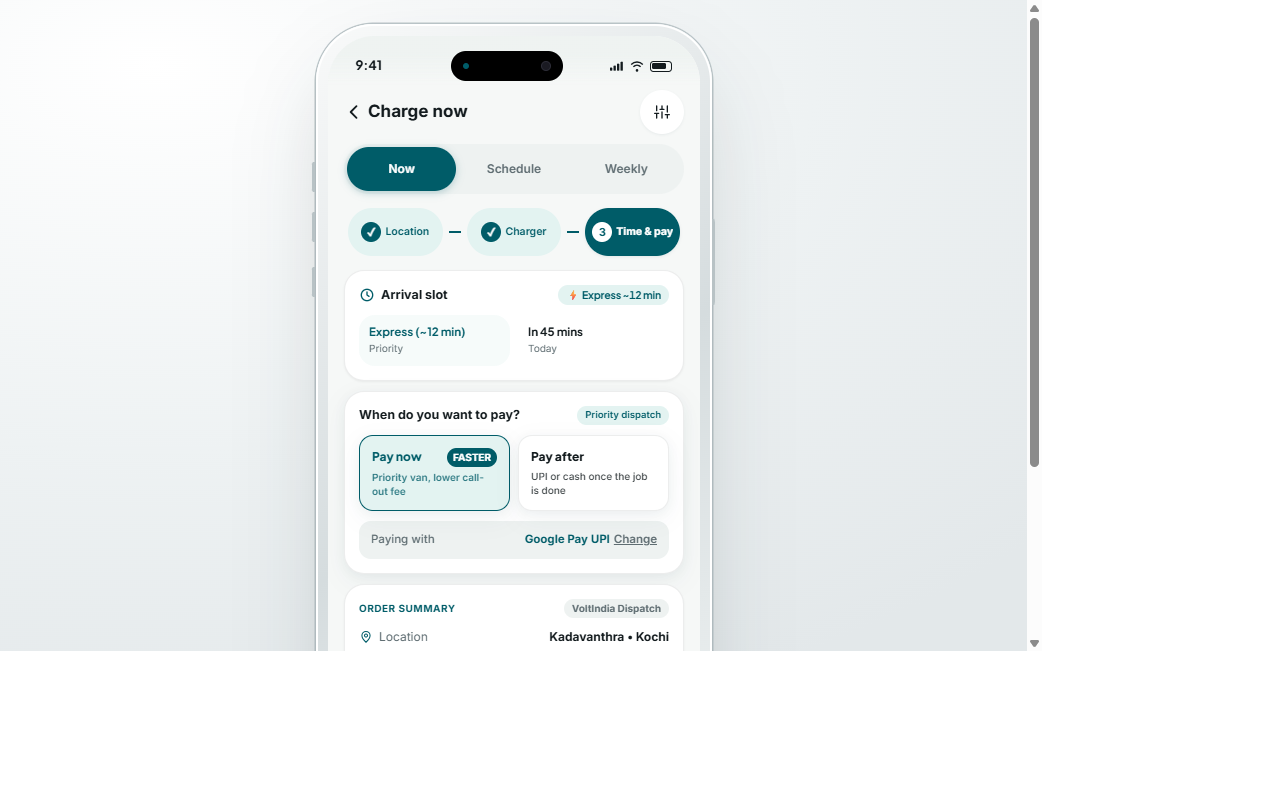 9:41
Charge now
Now Schedule Weekly
Location Charger 3 Time & pay
Arrival slot Express ~12 min
Express (~12 min) In 45 mins
Priority Today
When do you want to pay? Priority dispatch
Pay now FASTER Pay after
Priority van, lower call- UPI or cash once the job
out fee is done
Paying with Google Pay UPI Change
ORDER SUMMARY VoltIndia Dispatch
Location Kadavanthra • Kochi